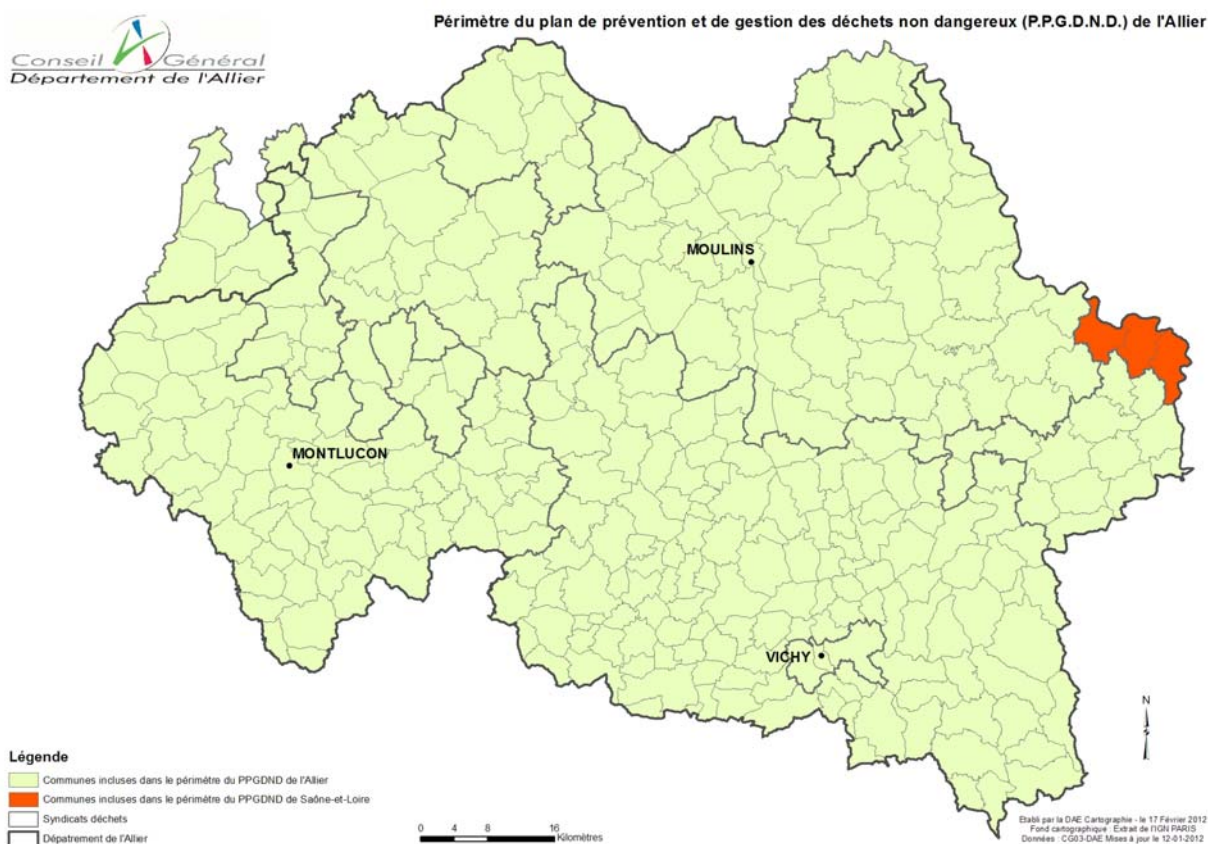 Périmètre du plan de prévention et de gestion des déchets non dangereux (P.P.G.D.N.D.) de l'Allier
Conseil Général
Département de l'Allier
MOULINS
MONTLUCON
VICHY
N
Légende
Communes incluses dans le périmètre du PPGDND de l'Allier
Communes incluses dans le périmètre du PPGDND de Saône-et-Loire
Syndicats déchets
Départrement de l'Allier
0 4 8 16
Kilomètres
Etabli par la DAE Cartographie - le 17 Février 2012
Fond cartographique : Extrait de l'IGN PARIS
Données : CG03-DAE Mises à jour le 12-01-2012